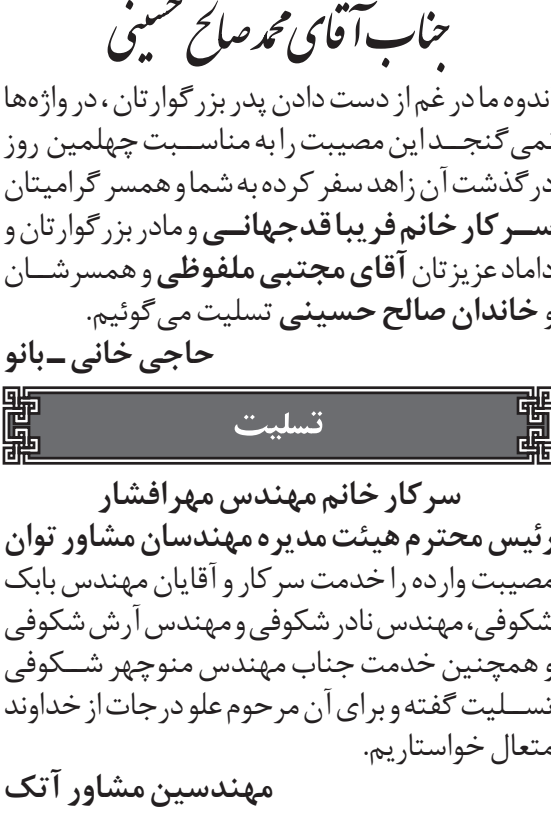 جناب آقای محمد صالح حسینی
ندوه ما در غم از دست دادن پدر بزرگوارتان، در واژه‌ها
نمی‌گنجد این مصیبت را به مناسبت چهلمین روز
درگذشت آن زاهد سفر کرده به شما و همسر گرامیتان
سرکار خانم فریبا قدجهانی و مادر بزرگوارتان و
داماد عزیزتان آقای مجتبی ملفوظی و همسرشان
و خاندان صالح حسینی تسلیت می‌گوئیم.
حاجی خانی ـ بانو
تسلیت
سرکار خانم مهندس مهرافشار
رئیس محترم هیئت مدیره مهندسان مشاور توان
مصیبت وارده را خدمت سرکار و آقایان مهندس بابک
شکوفی، مهندس نادر شکوفی و مهندس آرش شکوفی
و همچنین خدمت جناب مهندس منوچهر شکوفی
تسلیت گفته و برای آن مرحوم علو درجات از خداوند
متعال خواستاریم.
مهندسین مشاور آتک